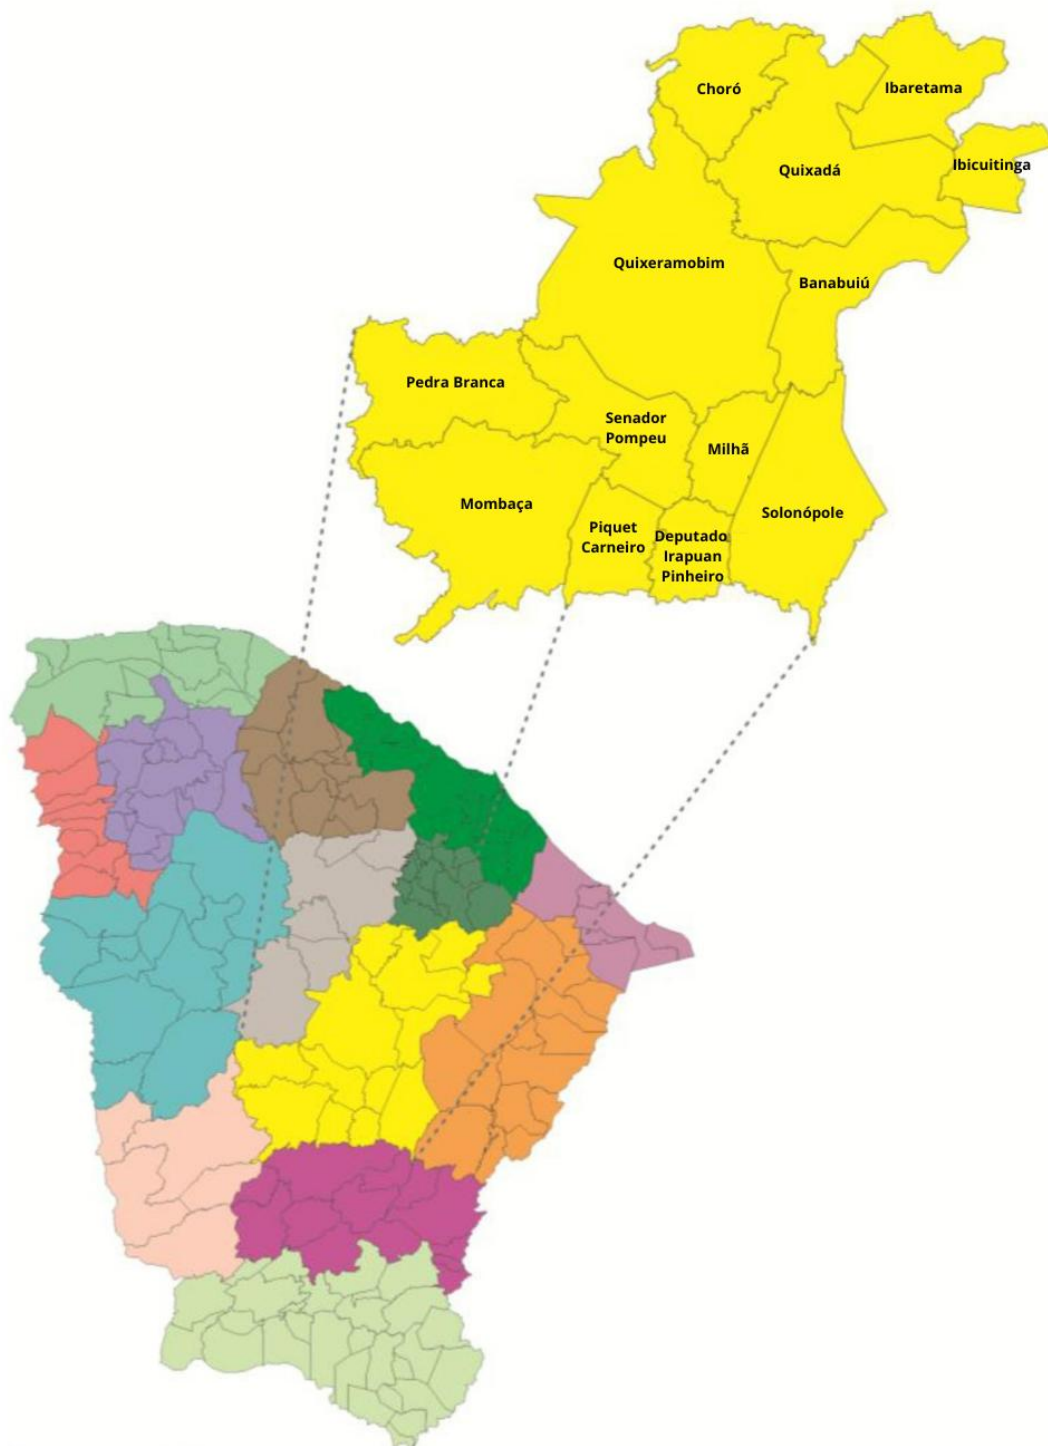 Choró
Ibaretama
Ibicuitinga
Quixadá
Quixeramobim
Banabuiú
Pedra Branca
Senador
Pompeu
Milhã
Mombaça
Solonópole
Piquet
Carneiro
Deputado
Irapuan
Pinheiro